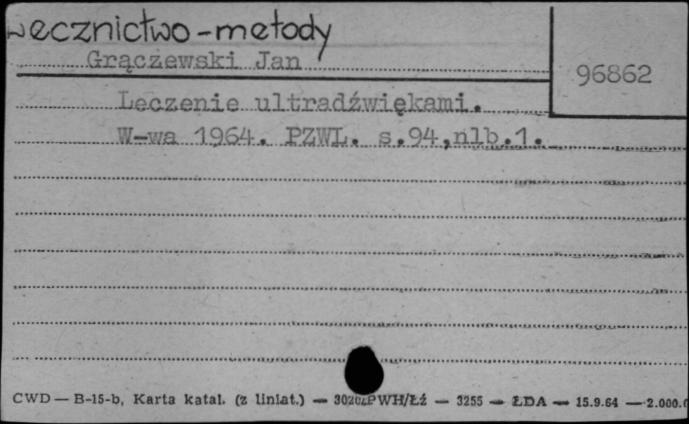 Lecznictwo-metody
Grączewski Jan
96862
Leczenie ultradźwiękami.
W-wa 1964. PZWL. s.94,nlb.1.
CWD — B-15-b, Karta katal. (z liniat.) — PWH/Łź — 3255 — ŁDA — 15.9.64 — 2.000.0